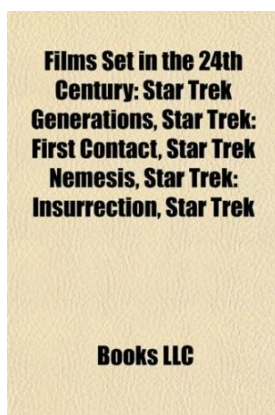 Films Set in the 24th
Century: Star Trek
Generations, Star Trek:
First Contact, Star Trek
Nemesis, Star Trek:
Insurrection, Star Trek
Books LLC